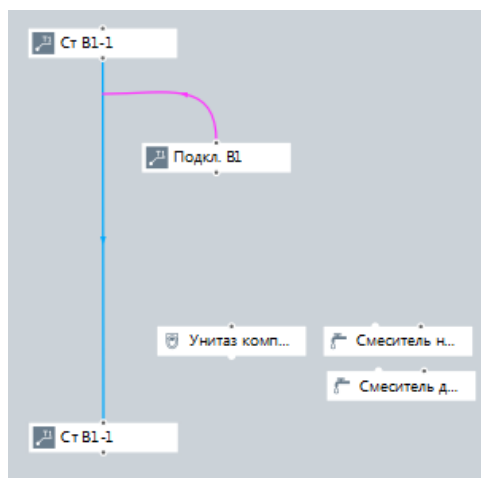 Ст В1-1
Подкл. В1
Унитаз комп...
Смеситель н...
Смеситель д...
Ст В1-1